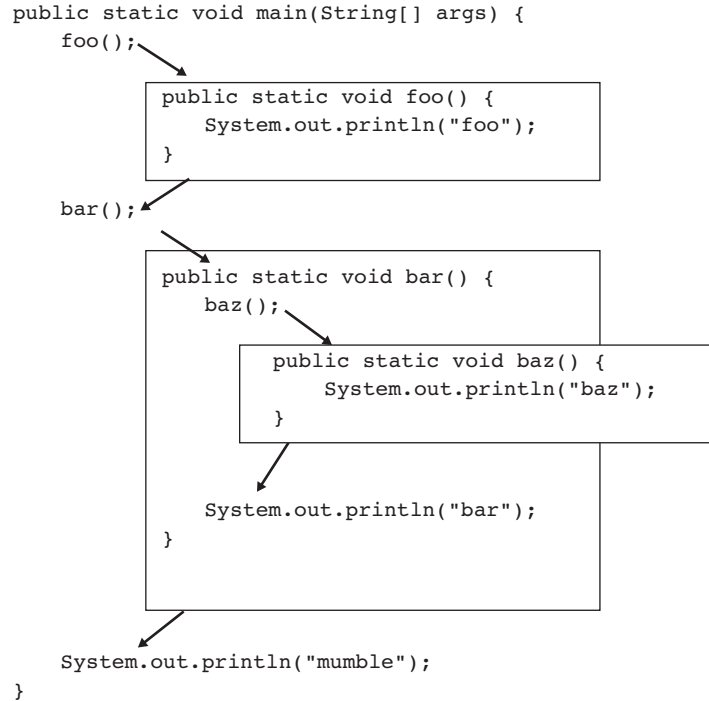 public static void main(String[] args) {
foo();
public static void foo() {
System.out.println("foo");
}
bar();
public static void bar() {
baz();
public static void baz() {
System.out.println("baz");
}
System.out.println("bar");
}
System.out.println("mumble");
}